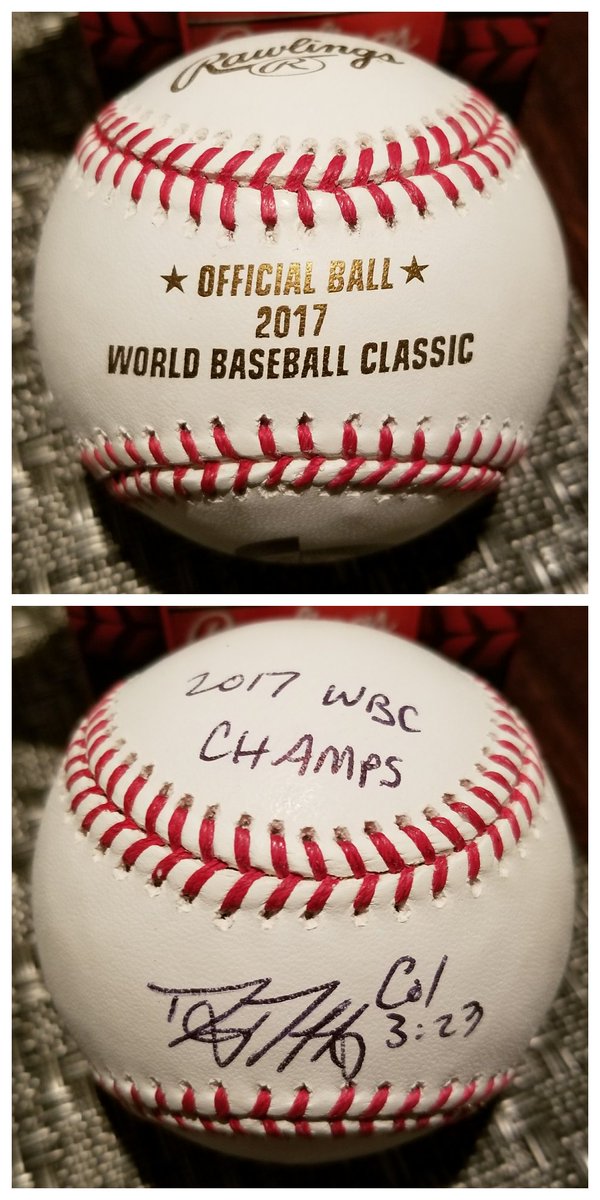 Rawlings
®
★ OFFICIAL BALL ★
2017
WORLD BASEBALL CLASSIC
2017 WBC
CHAMPS
Col
3:23